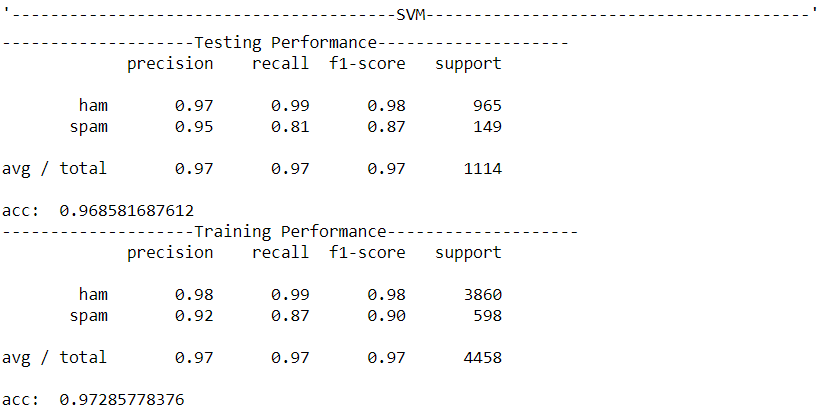 '----------------------------------------SVM----------------------------------------'
--------------------Testing Performance--------------------
             precision    recall  f1-score   support

        ham       0.97      0.99      0.98       965
       spam       0.95      0.81      0.87       149

avg / total       0.97      0.97      0.97      1114

acc:  0.968581687612
--------------------Training Performance--------------------
             precision    recall  f1-score   support

        ham       0.98      0.99      0.98      3860
       spam       0.92      0.87      0.90       598

avg / total       0.97      0.97      0.97      4458

acc:  0.97285778376